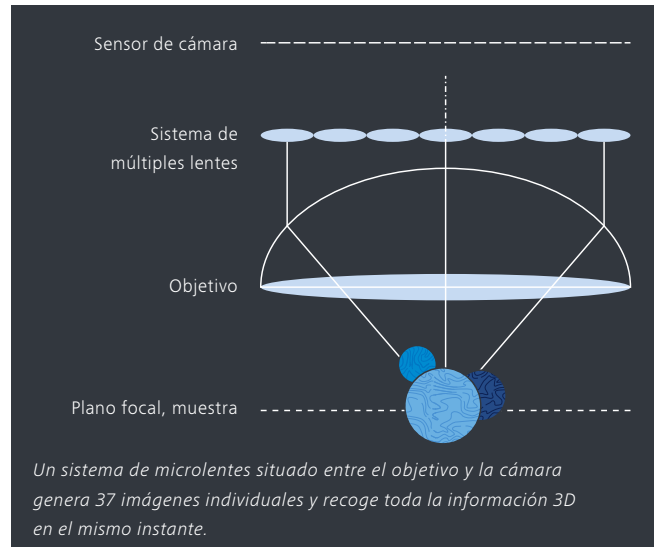 Sensor de cámara
Sistema de
múltiples lentes
Objetivo
Plano focal, muestra
Un sistema de microlentes situado entre el objetivo y la cámara
genera 37 imágenes individuales y recoge toda la información 3D
en el mismo instante.